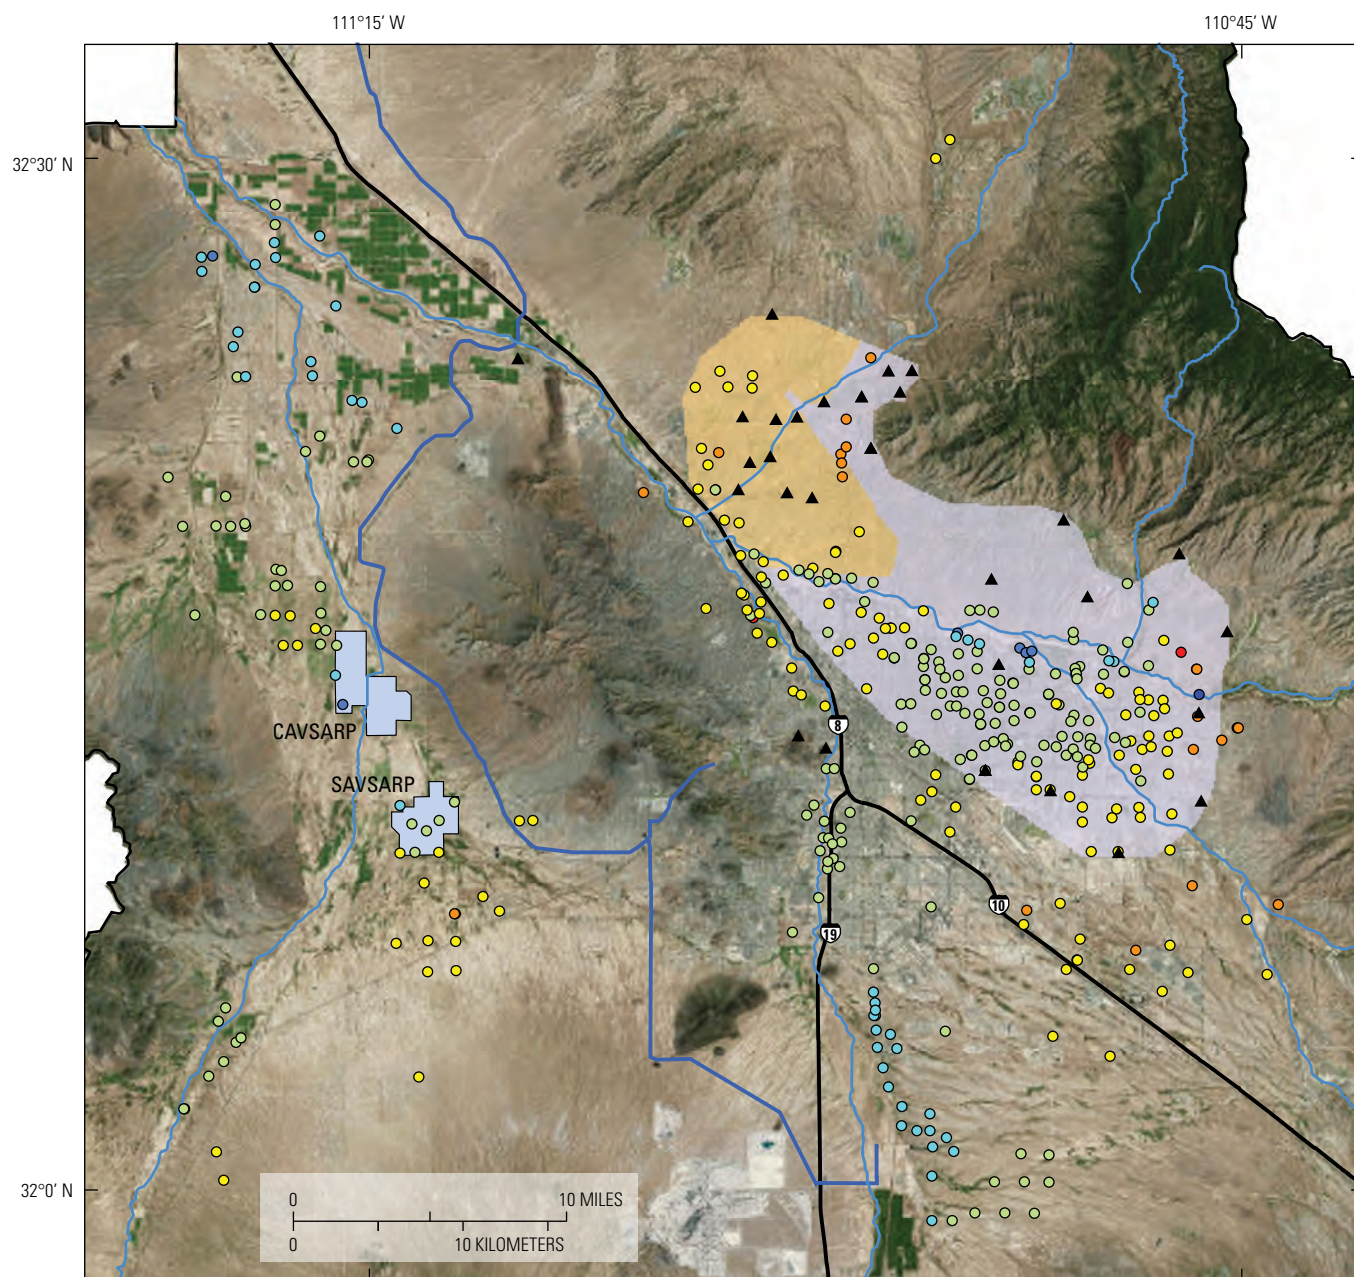 111°15′ W
110°45′ W
32°30′ N
CAVSARP
8
SAVSARP
10
19
32°0′ N
0
10 MILES
0
10 KILOMETERS